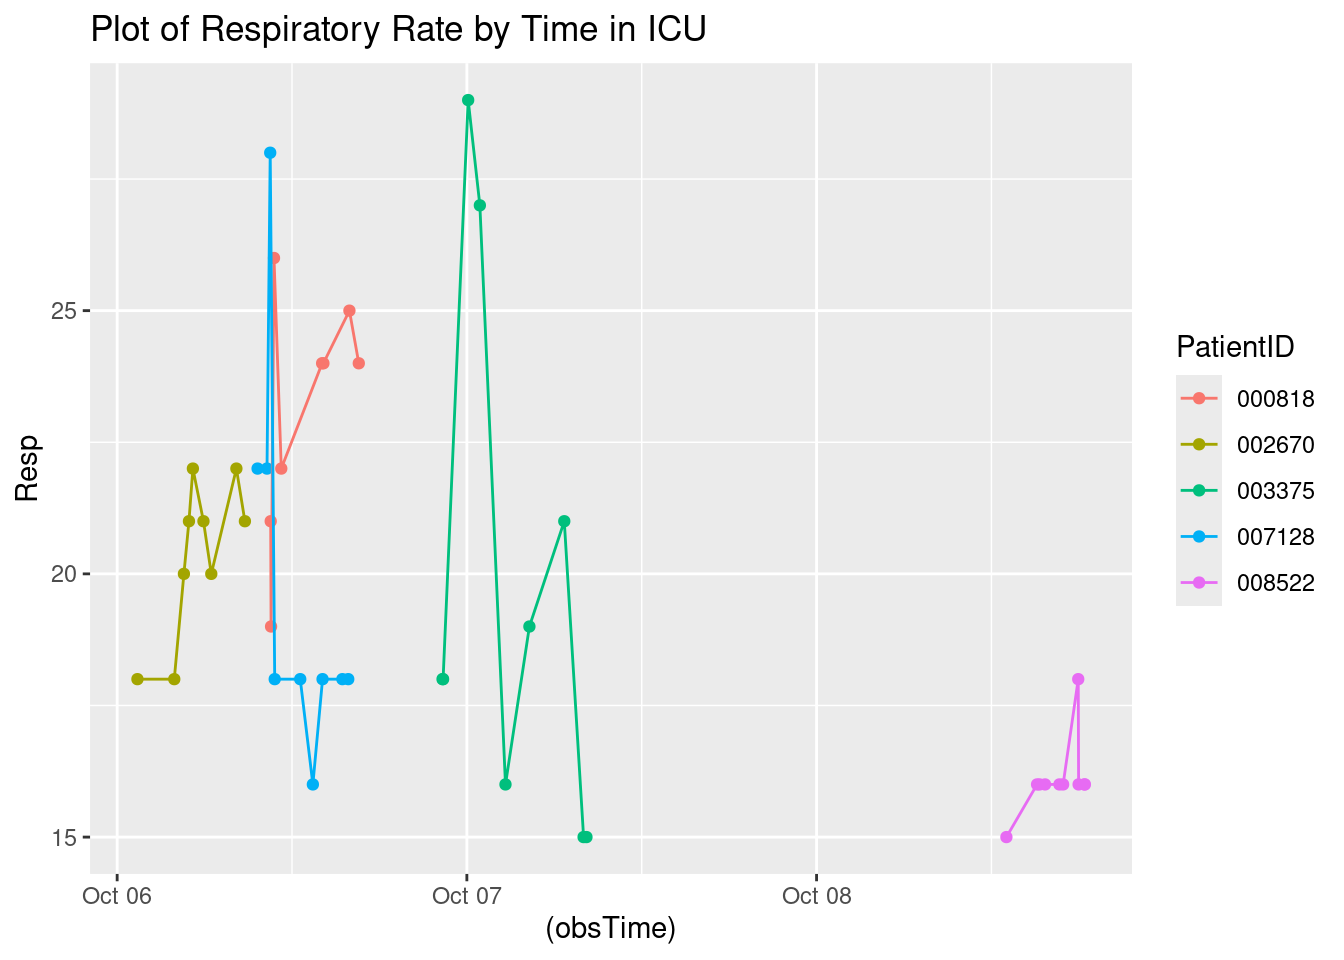 Plot of Respiratory Rate by Time in ICU
Resp
25
20
15
Oct 06
Oct 07
Oct 08
(obsTime)
PatientID
000818
002670
003375
007128
008522